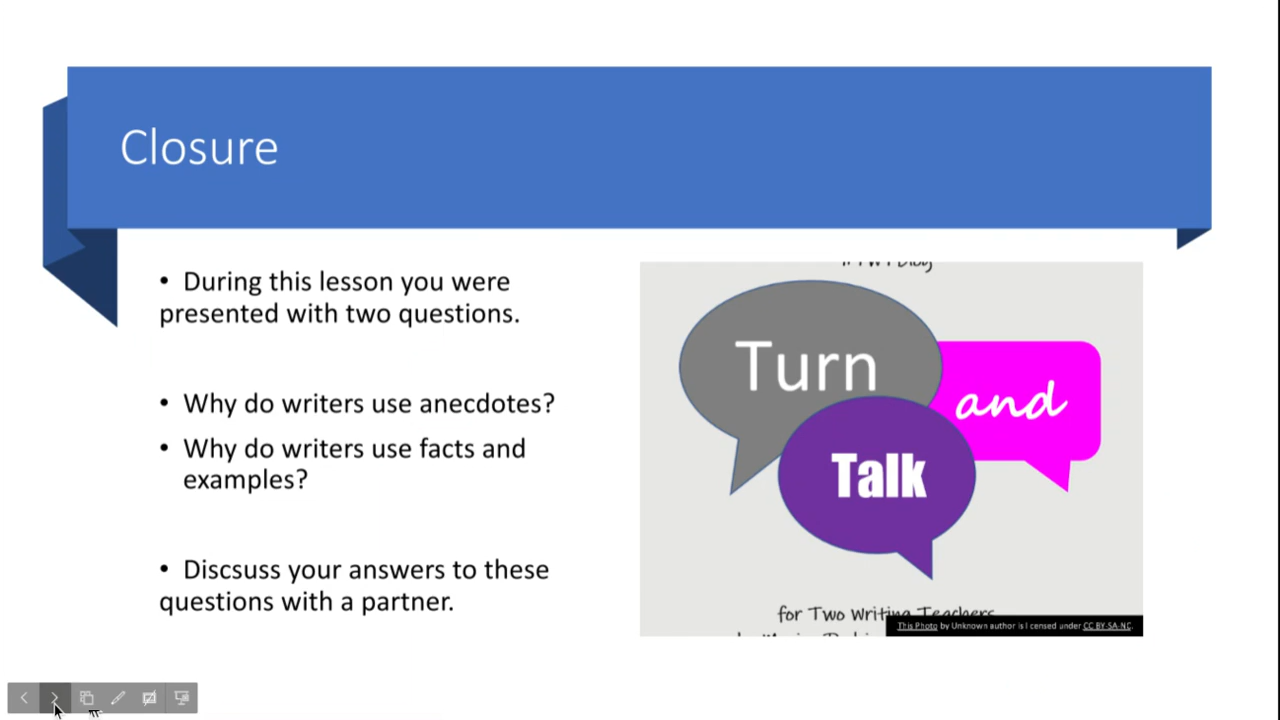 Closure
• During this lesson you were
presented with two questions.
• Why do writers use anecdotes?
• Why do writers use facts and
examples?
• Discsuss your answers to these
questions with a partner.
Turn
and
Talk
for Two Writing Teachers
This Photo by Unknown author is l censed under CC BY-SA-NC.